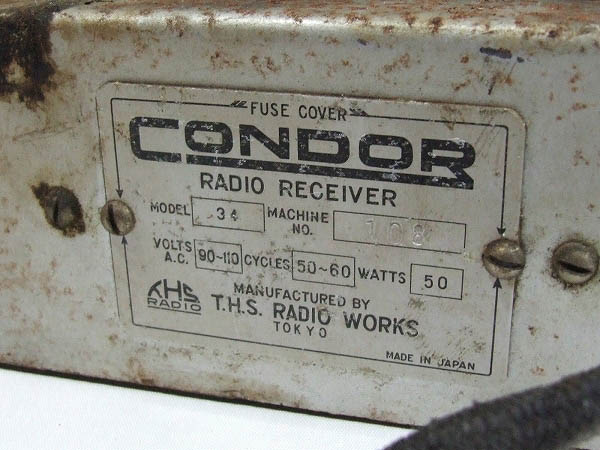 FUSE COVER
CONDOR
RADIO RECEIVER
MODEL 34 MACHINE NO. 108
VOLTS A.C. 90~110 CYCLES 50~60 WATTS 50
THS RADIO
MANUFACTURED BY
T.H.S. RADIO WORKS
TOKYO
MADE IN JAPAN